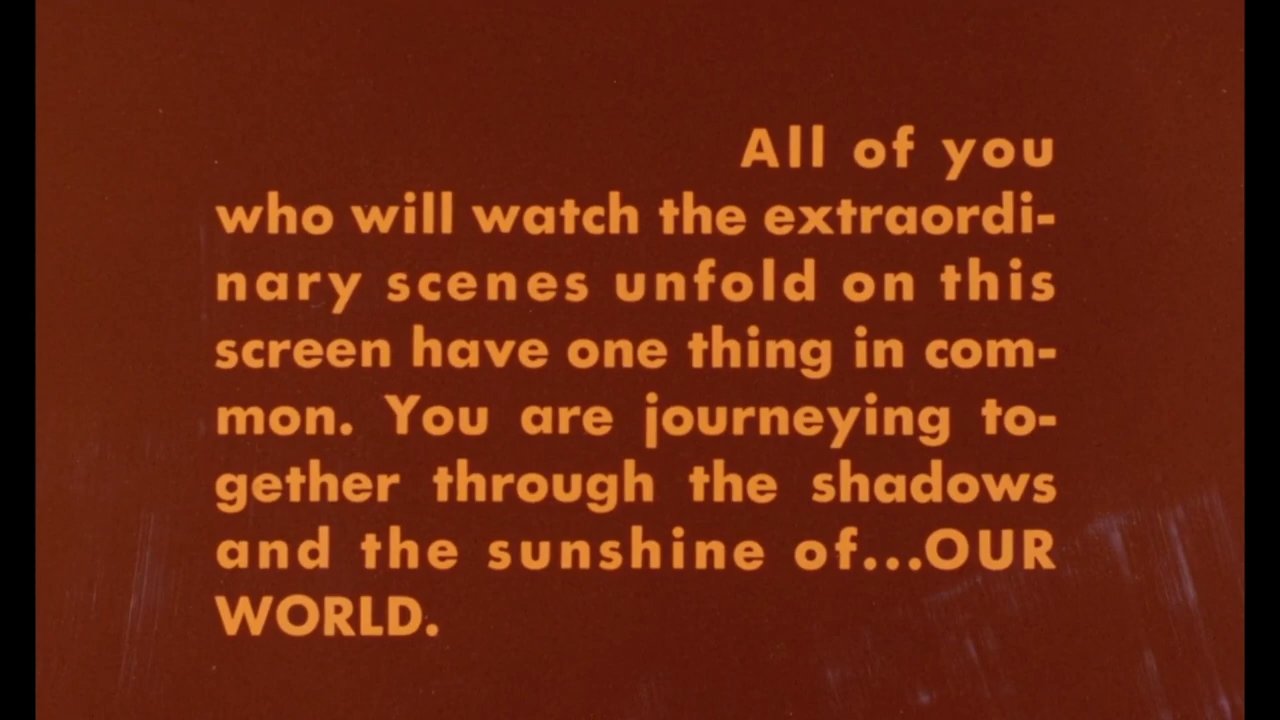 All of you
who will watch the extraordi-
nary scenes unfold on this
screen have one thing in com-
mon. You are journeying to-
gether through the shadows
and the sunshine of...OUR
WORLD.